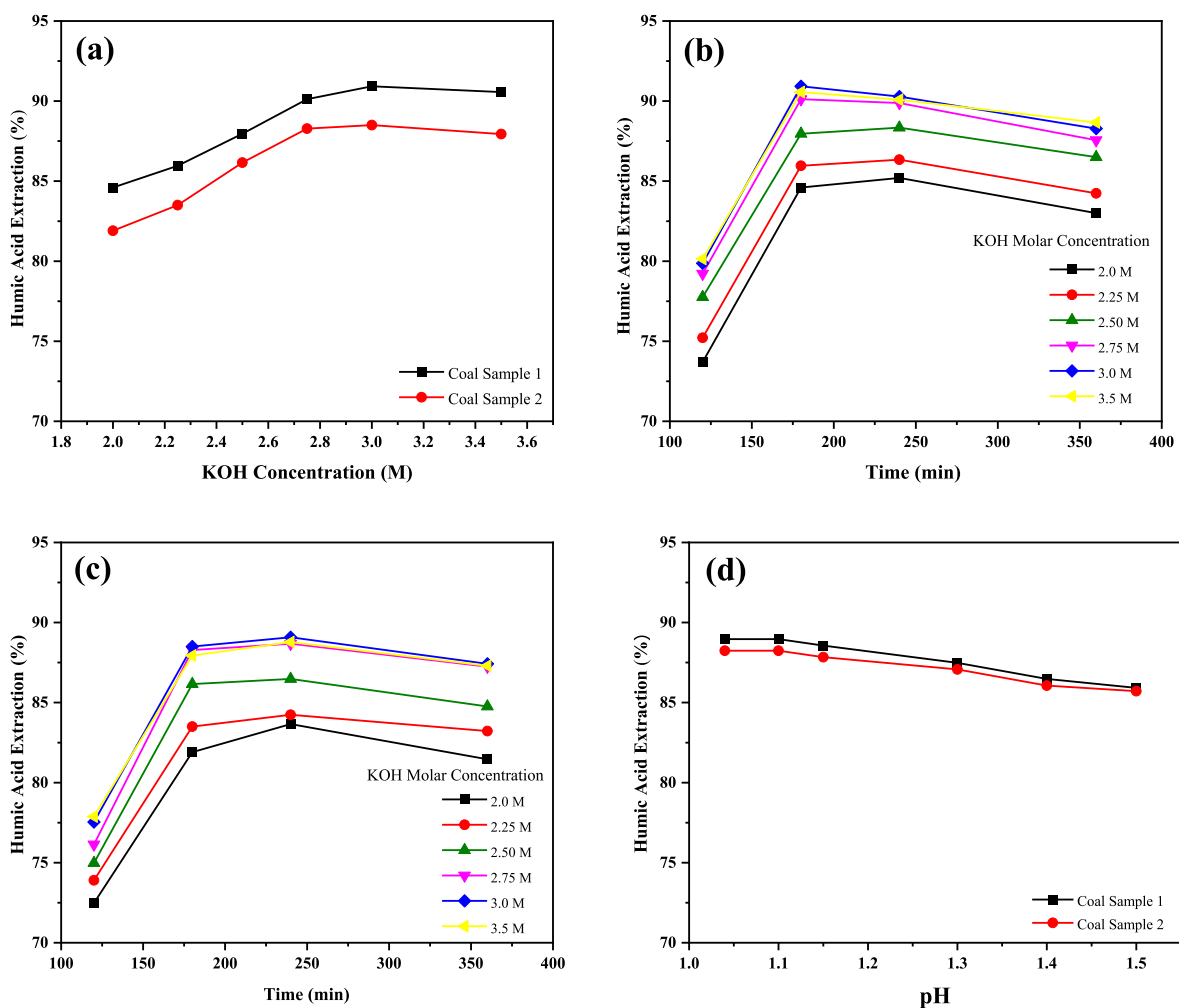 (a)
Humic Acid Extraction (%)
95
90
85
80
75
70
1.8 2.0 2.2 2.4 2.6 2.8 3.0 3.2 3.4 3.6
KOH Concentration (M)
Coal Sample 1
Coal Sample 2
(b)
Humic Acid Extraction (%)
95
90
85
80
75
70
100 150 200 250 300 350 400
Time (min)
KOH Molar Concentration
2.0 M
2.25 M
2.50 M
2.75 M
3.0 M
3.5 M
(c)
Humic Acid Extraction (%)
95
90
85
80
75
70
100 150 200 250 300 350 400
Time (min)
KOH Molar Concentration
2.0 M
2.25 M
2.50 M
2.75 M
3.0 M
3.5 M
(d)
Humic Acid Extraction (%)
95
90
85
80
75
70
1.0 1.1 1.2 1.3 1.4 1.5
pH
Coal Sample 1
Coal Sample 2